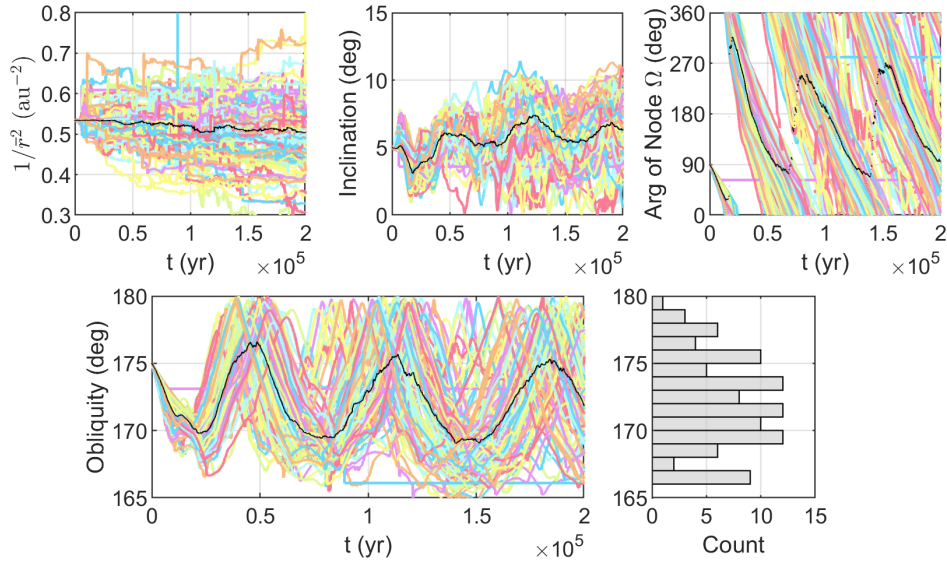 0.8
0.7
0.6
0.5
0.4
0.3
1/r̄² (au⁻²)
0 0.5 1 1.5 2
t (yr) ×10⁵
15
10
5
0
Inclination (deg)
0 0.5 1 1.5 2
t (yr) ×10⁵
360
270
180
90
0
Arg of Node Ω (deg)
0 0.5 1 1.5 2
t (yr) ×10⁵
180
175
170
165
Obliquity (deg)
0 0.5 1 1.5 2
t (yr) ×10⁵
180
175
170
165
0 5 10 15
Count